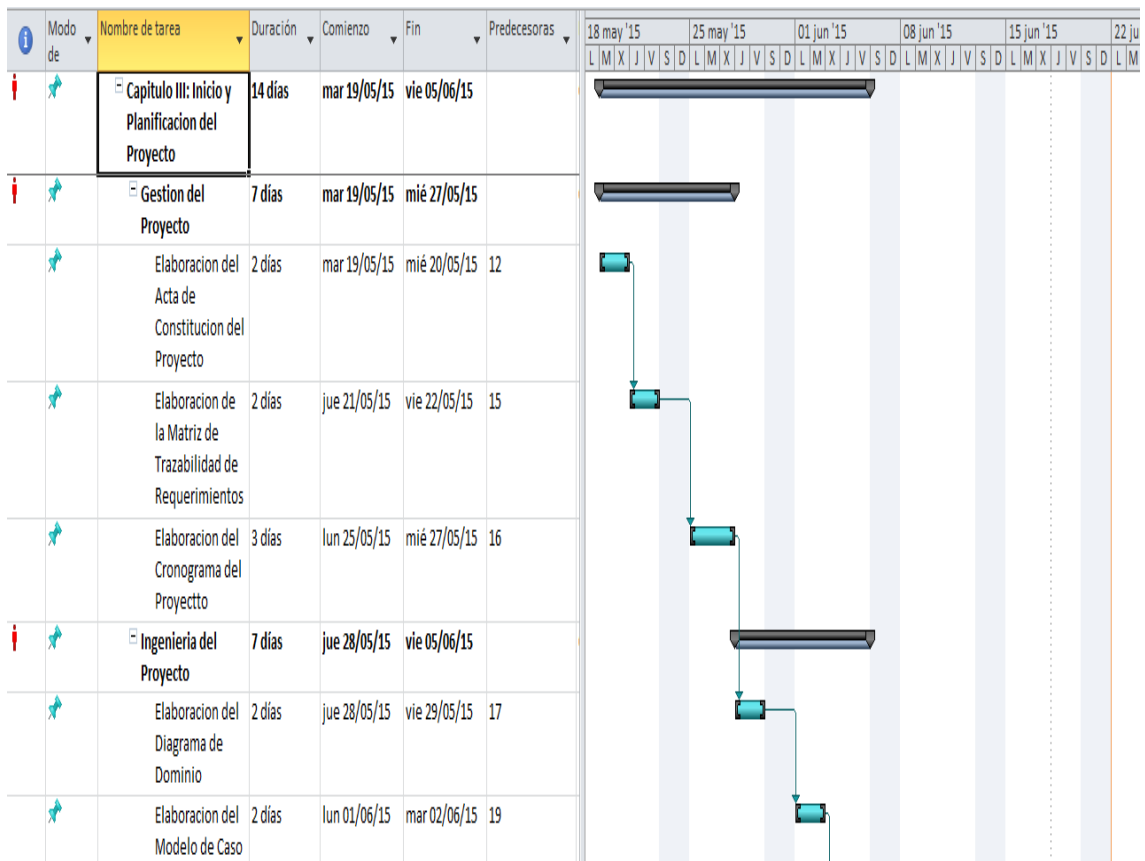 i Modo de Nombre de tarea Duración Comienzo Fin Predecesoras
18 may '15 25 may '15 01 jun '15 08 jun '15 15 jun '15 22 ju
L M X J V S D L M X J V S D L M X J V S D L M X J V S D L M X J V S D L M
Capitulo III: Inicio y 14 días mar 19/05/15 vie 05/06/15
Planificacion del
Proyecto
Gestion del 7 días mar 19/05/15 mié 27/05/15
Proyecto
Elaboracion del 2 días mar 19/05/15 mié 20/05/15 12
Acta de
Constitucion del
Proyecto
Elaboracion de 2 días jue 21/05/15 vie 22/05/15 15
la Matriz de
Trazabilidad de
Requerimientos
Elaboracion del 3 días lun 25/05/15 mié 27/05/15 16
Cronograma del
Proyectto
Ingenieria del 7 días jue 28/05/15 vie 05/06/15
Proyecto
Elaboracion del 2 días jue 28/05/15 vie 29/05/15 17
Diagrama de
Dominio
Elaboracion del 2 días lun 01/06/15 mar 02/06/15 19
Modelo de Caso